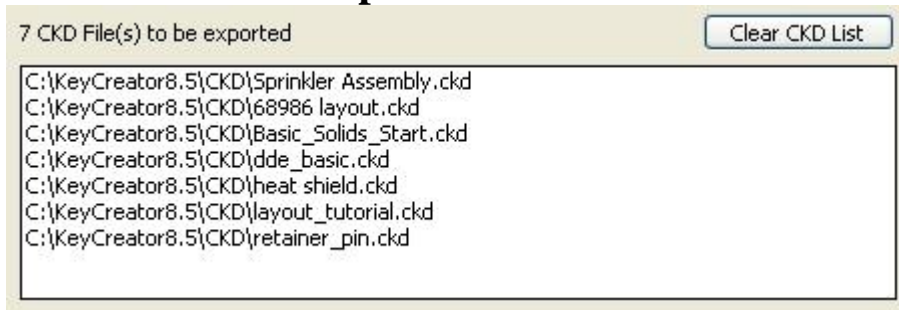 7 CKD File(s) to be exported
Clear CKD List
C:\KeyCreator8.5\CKD\Sprinkler Assembly.ckd
C:\KeyCreator8.5\CKD\68986 layout.ckd
C:\KeyCreator8.5\CKD\Basic_Solids_Start.ckd
C:\KeyCreator8.5\CKD\dde_basic.ckd
C:\KeyCreator8.5\CKD\heat shield.ckd
C:\KeyCreator8.5\CKD\layout_tutorial.ckd
C:\KeyCreator8.5\CKD\retainer_pin.ckd